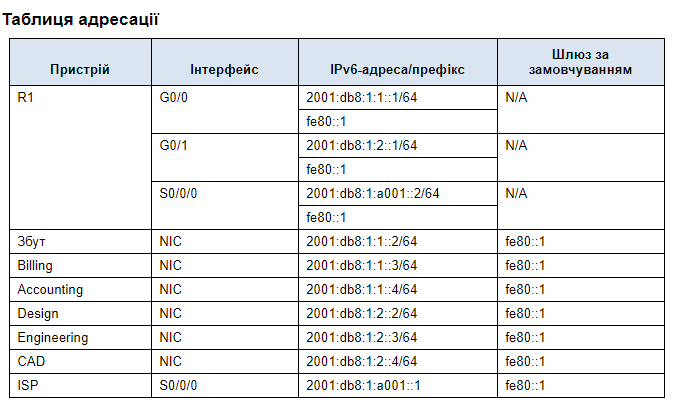 Таблиця адресації
Пристрій Інтерфейс IPv6-адреса/префікс Шлюз за
замовчуванням
R1 G0/0 2001:db8:1:1::1/64 N/A
fe80::1
G0/1 2001:db8:1:2::1/64 N/A
fe80::1
S0/0/0 2001:db8:1:a001::2/64 N/A
fe80::1
Збут NIC 2001:db8:1:1::2/64 fe80::1
Billing NIC 2001:db8:1:1::3/64 fe80::1
Accounting NIC 2001:db8:1:1::4/64 fe80::1
Design NIC 2001:db8:1:2::2/64 fe80::1
Engineering NIC 2001:db8:1:2::3/64 fe80::1
CAD NIC 2001:db8:1:2::4/64 fe80::1
ISP S0/0/0 2001:db8:1:a001::1 fe80::1